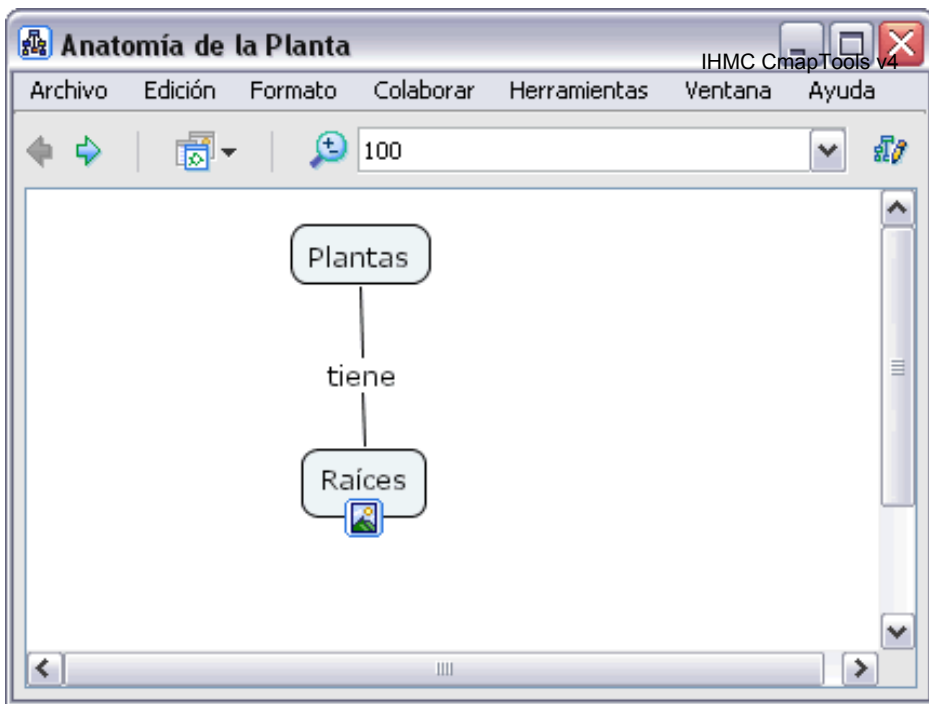 Anatomía de la Planta
IHMC CmapTools v4
Archivo Edición Formato Colaborar Herramientas Ventana Ayuda
100
Plantas
tiene
Raíces